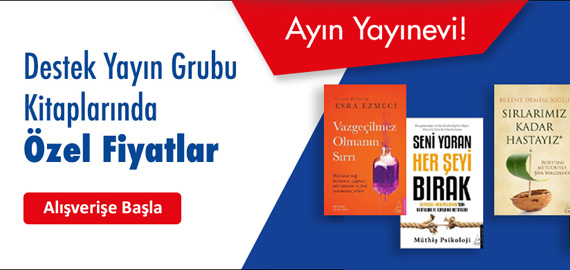 Ayın Yayınevi!
Destek Yayın Grubu
Kitaplarında
Özel Fiyatlar
Alışverişe Başla
ESRA EZMECİ
Vazgeçilmez
Olmanın
Sırrı
SENİ YORAN
HER ŞEYİ
BIRAK
Müthiş Psikoloji
BÜLENT DEMİRCİOĞLU
SIRLARIMIZ
KADAR
HASTAYIZ*